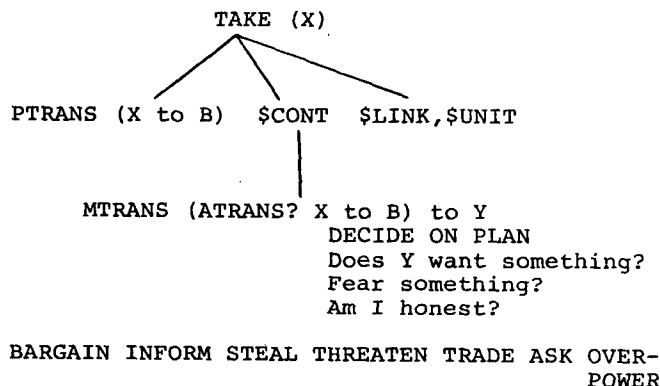 TAKE (X)
PTRANS (X to B) $CONT $LINK,$UNIT
MTRANS (ATRANS? X to B) to Y
DECIDE ON PLAN
Does Y want something?
Fear something?
Am I honest?
BARGAIN INFORM STEAL THREATEN TRADE ASK OVER-
POWER